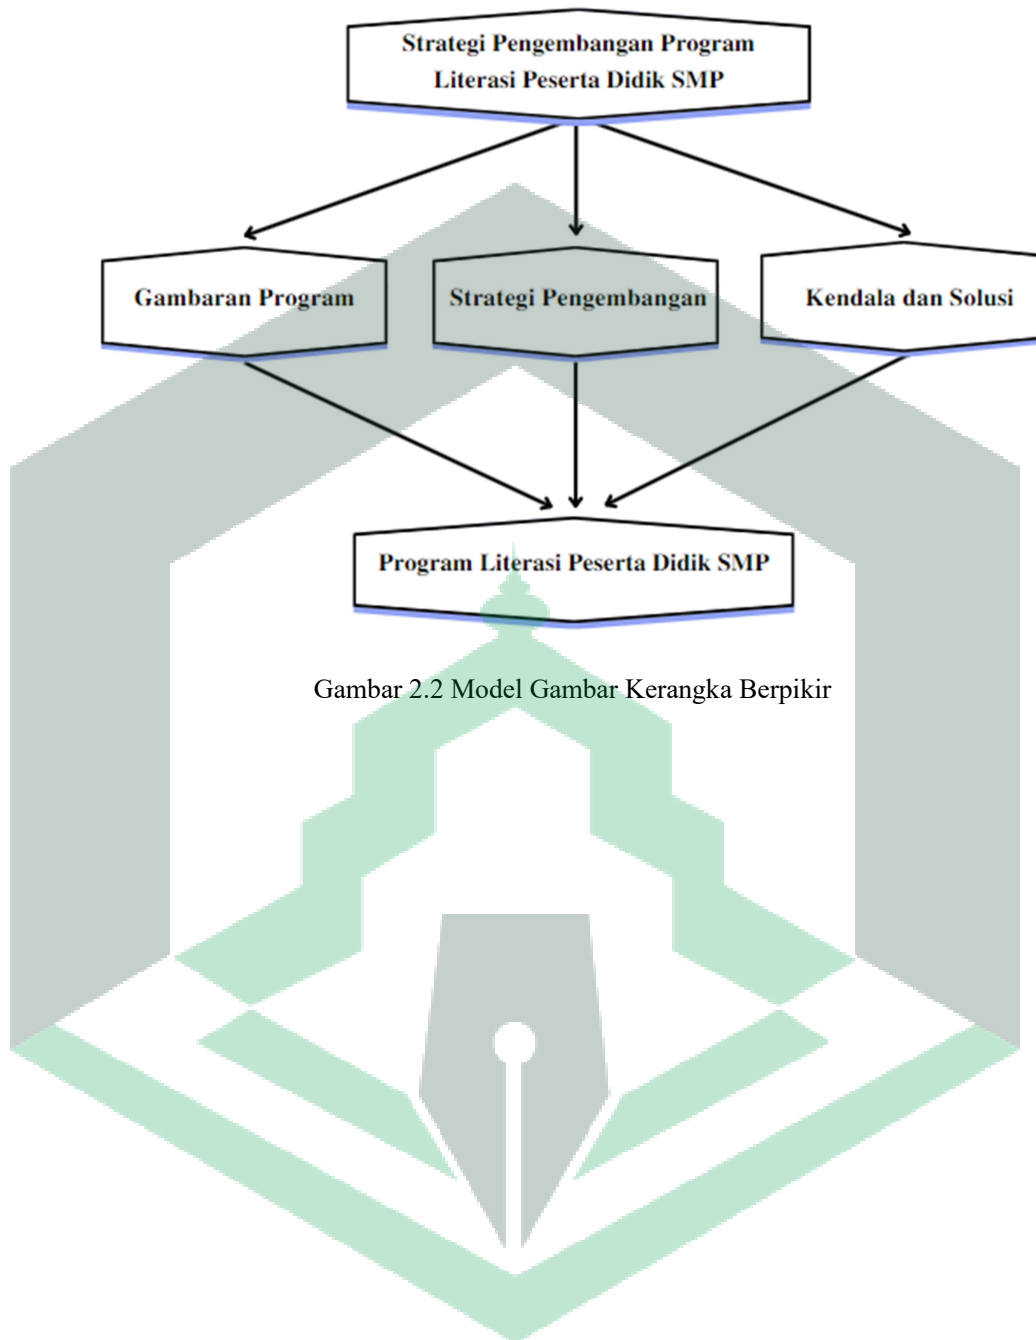 Strategi Pengembangan Program
Literasi Peserta Didik SMP
Gambaran Program
Strategi Pengembangan
Kendala dan Solusi
Program Literasi Peserta Didik SMP
Gambar 2.2 Model Gambar Kerangka Berpikir